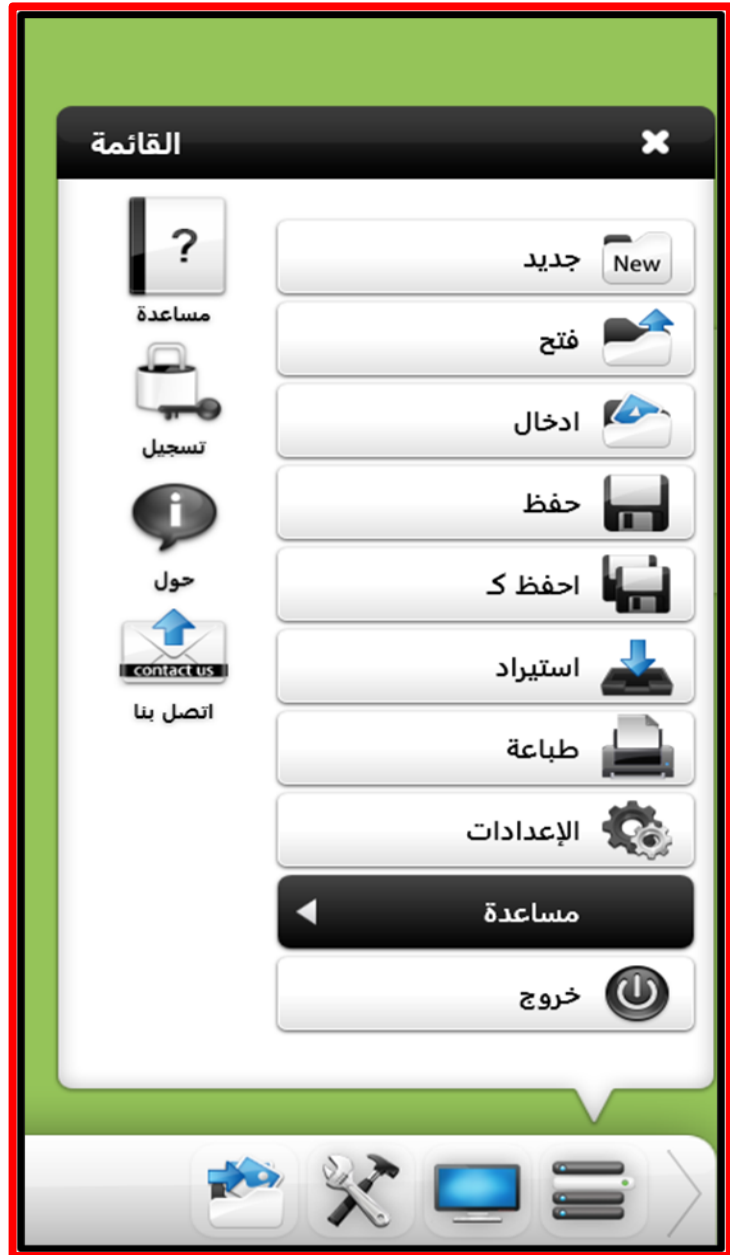 القائمة
جديد
New
فتح
ادخال
حفظ
احفظ كـ
استيراد
طباعة
الإعدادات
مساعدة
خروج
?
مساعدة
تسجيل
i
حول
contact us
اتصل بنا